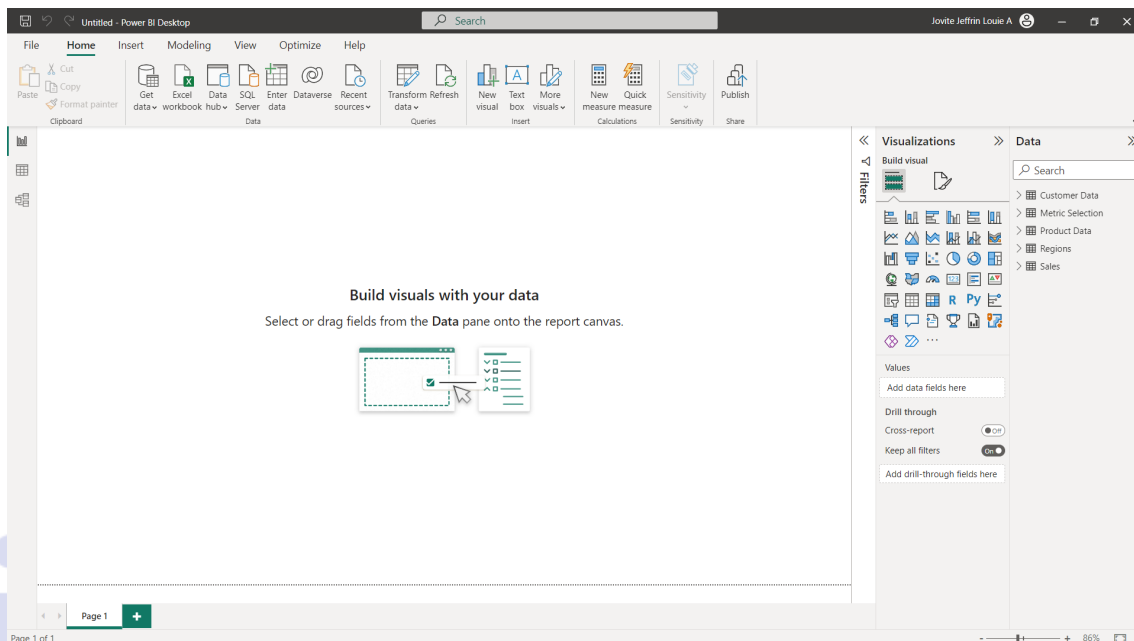 Untitled - Power BI Desktop
Search
Jovite Jeffrin Louie A
File Home Insert Modeling View Optimize Help
Paste
Cut
Copy
Format painter
Clipboard
Get data
Excel workbook
Data hub
SQL Server
Enter data
Dataverse
Recent sources
Data
Transform data
Refresh
Queries
New visual
Text box
More visuals
Insert
New measure
Quick measure
Calculations
Sensitivity
Sensitivity
Publish
Share
Build visuals with your data
Select or drag fields from the Data pane onto the report canvas.
Filters
Visualizations
Build visual
123
R
Py
Values
Add data fields here
Drill through
Cross-report
Off
Keep all filters
On
Add drill-through fields here
Data
Search
Customer Data
Metric Selection
Product Data
Regions
Sales
Page 1
Page 1 of 1
86%